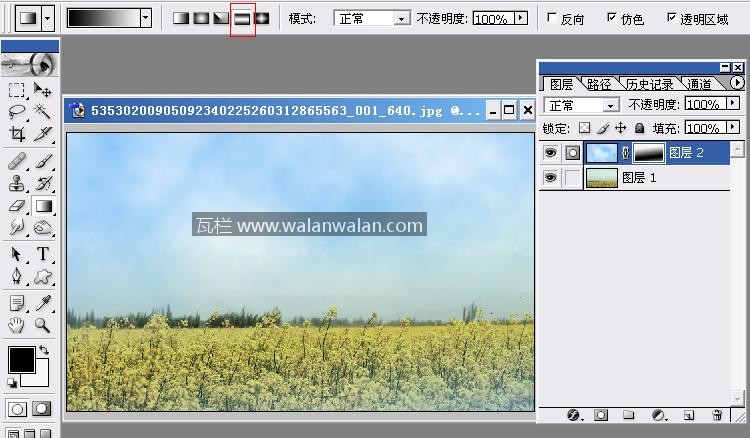 模式: 正常 不透明度: 100% 反向 仿色 透明区域
535302009050923402252603128655​63_001_640.jpg @...
瓦栏 www.walanwalan.com
图层 路径 历史记录 通道
正常 不透明度: 100%
锁定: 填充: 100%
图层 2
图层 1
T